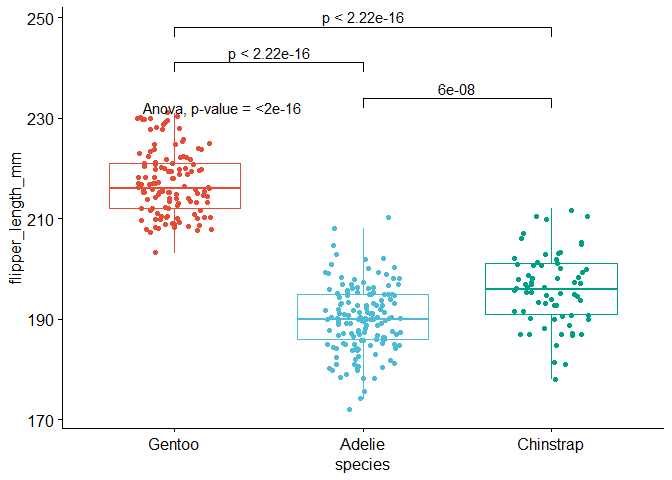 250
p < 2.22e-16
p < 2.22e-16
6e-08
Anova, p-value = <2e-16
230
210
190
170
flipper_length_mm
Gentoo Adelie Chinstrap
species